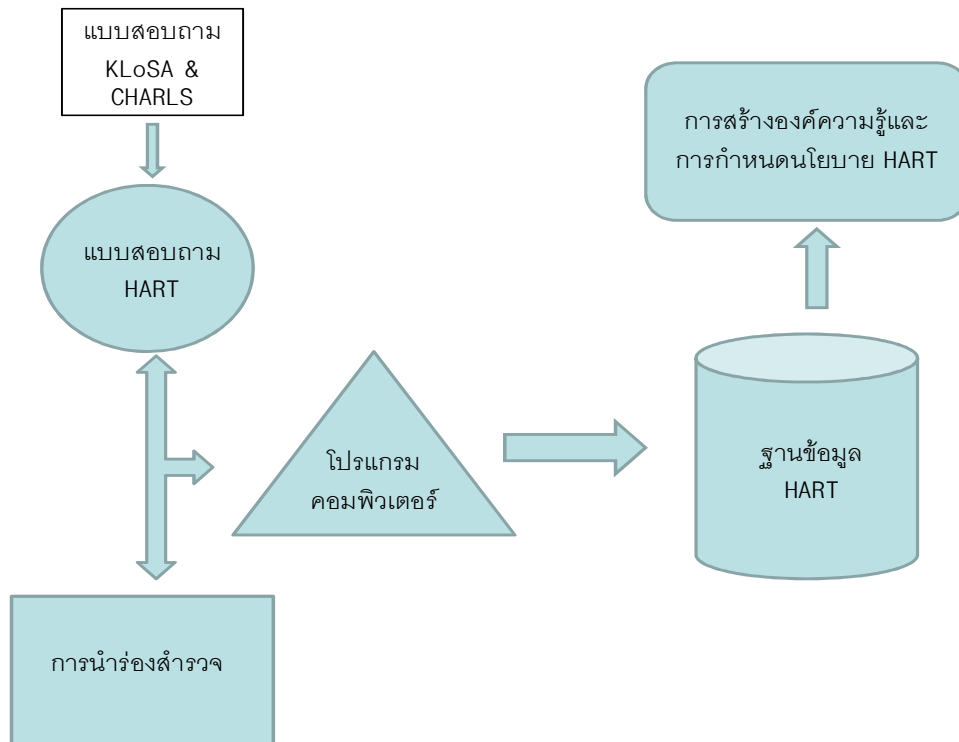 แบบสอบถาม
KLoSA &
CHARLS
แบบสอบถาม
HART
การนำร่องสำรวจ
โปรแกรม
คอมพิวเตอร์
ฐานข้อมูล
HART
การสร้างองค์ความรู้และ
การกำหนดนโยบาย HART